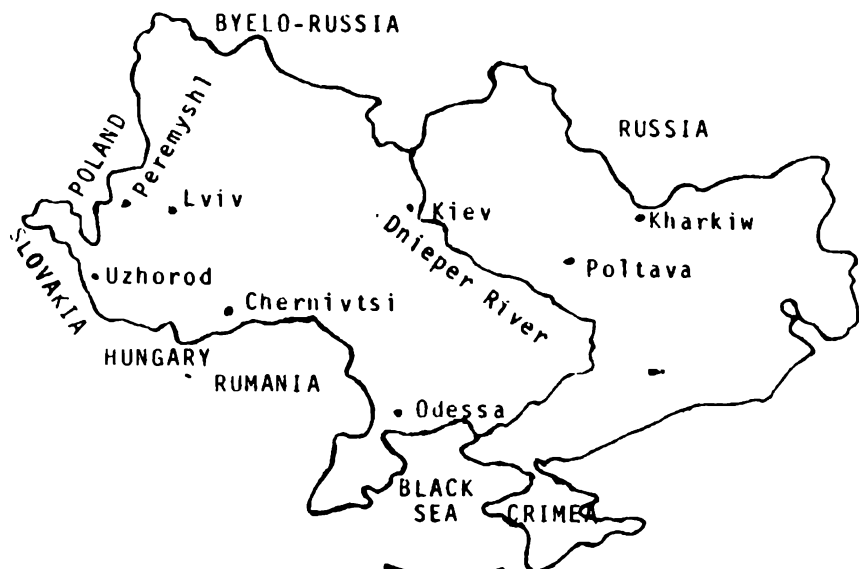 BYELO-RUSSIA
RUSSIA
POLAND
Peremyshl
Lviv
Kiev
Kharkiw
Dnieper River
Poltava
SLOVAKIA
Uzhorod
Chernivtsi
HUNGARY
RUMANIA
Odessa
BLACK
SEA
CRIMEA